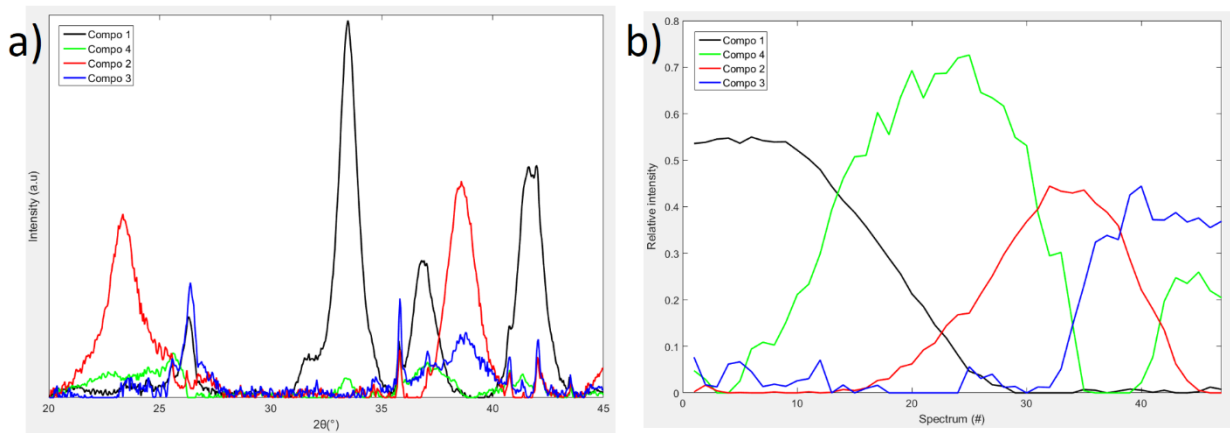 a)
Compo 1
Compo 4
Compo 2
Compo 3
Intensity (a.u)
20 25 30 35 40 45
2θ(°)
b)
Compo 1
Compo 4
Compo 2
Compo 3
0.8
0.7
0.6
0.5
0.4
0.3
0.2
0.1
0
Relative intensity
0 10 20 30 40
Spectrum (#)